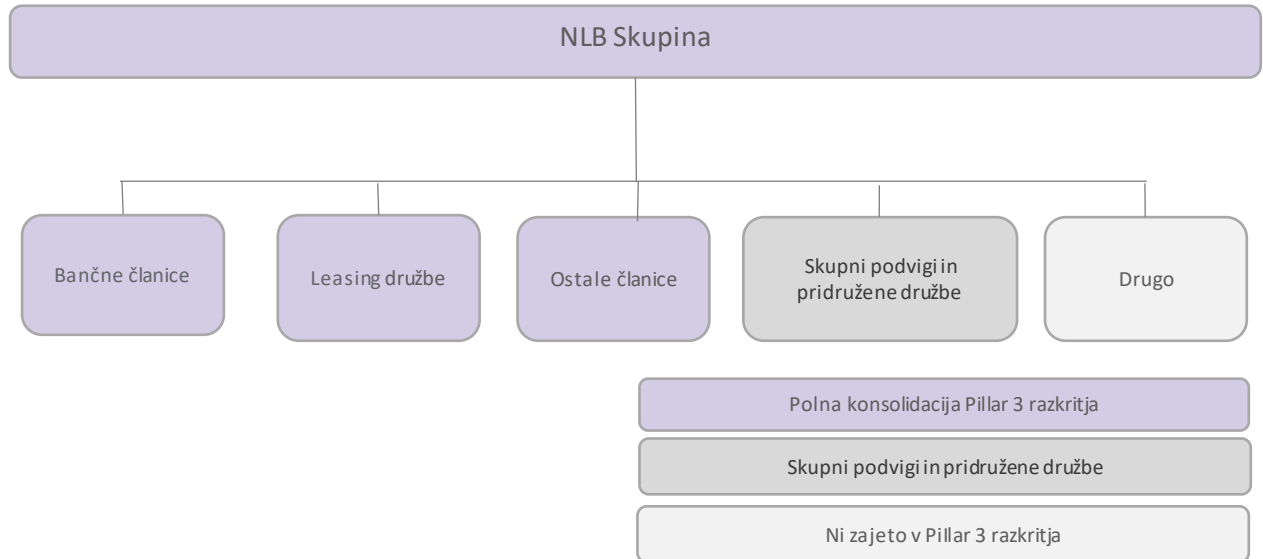 NLB Skupina
Bančne članice
Leasing družbe
Ostale članice
Skupni podvigi in
pridružene družbe
Drugo
Polna konsolidacija Pillar 3 razkritja
Skupni podvigi in pridružene družbe
Ni zajeto v Pillar 3 razkritja